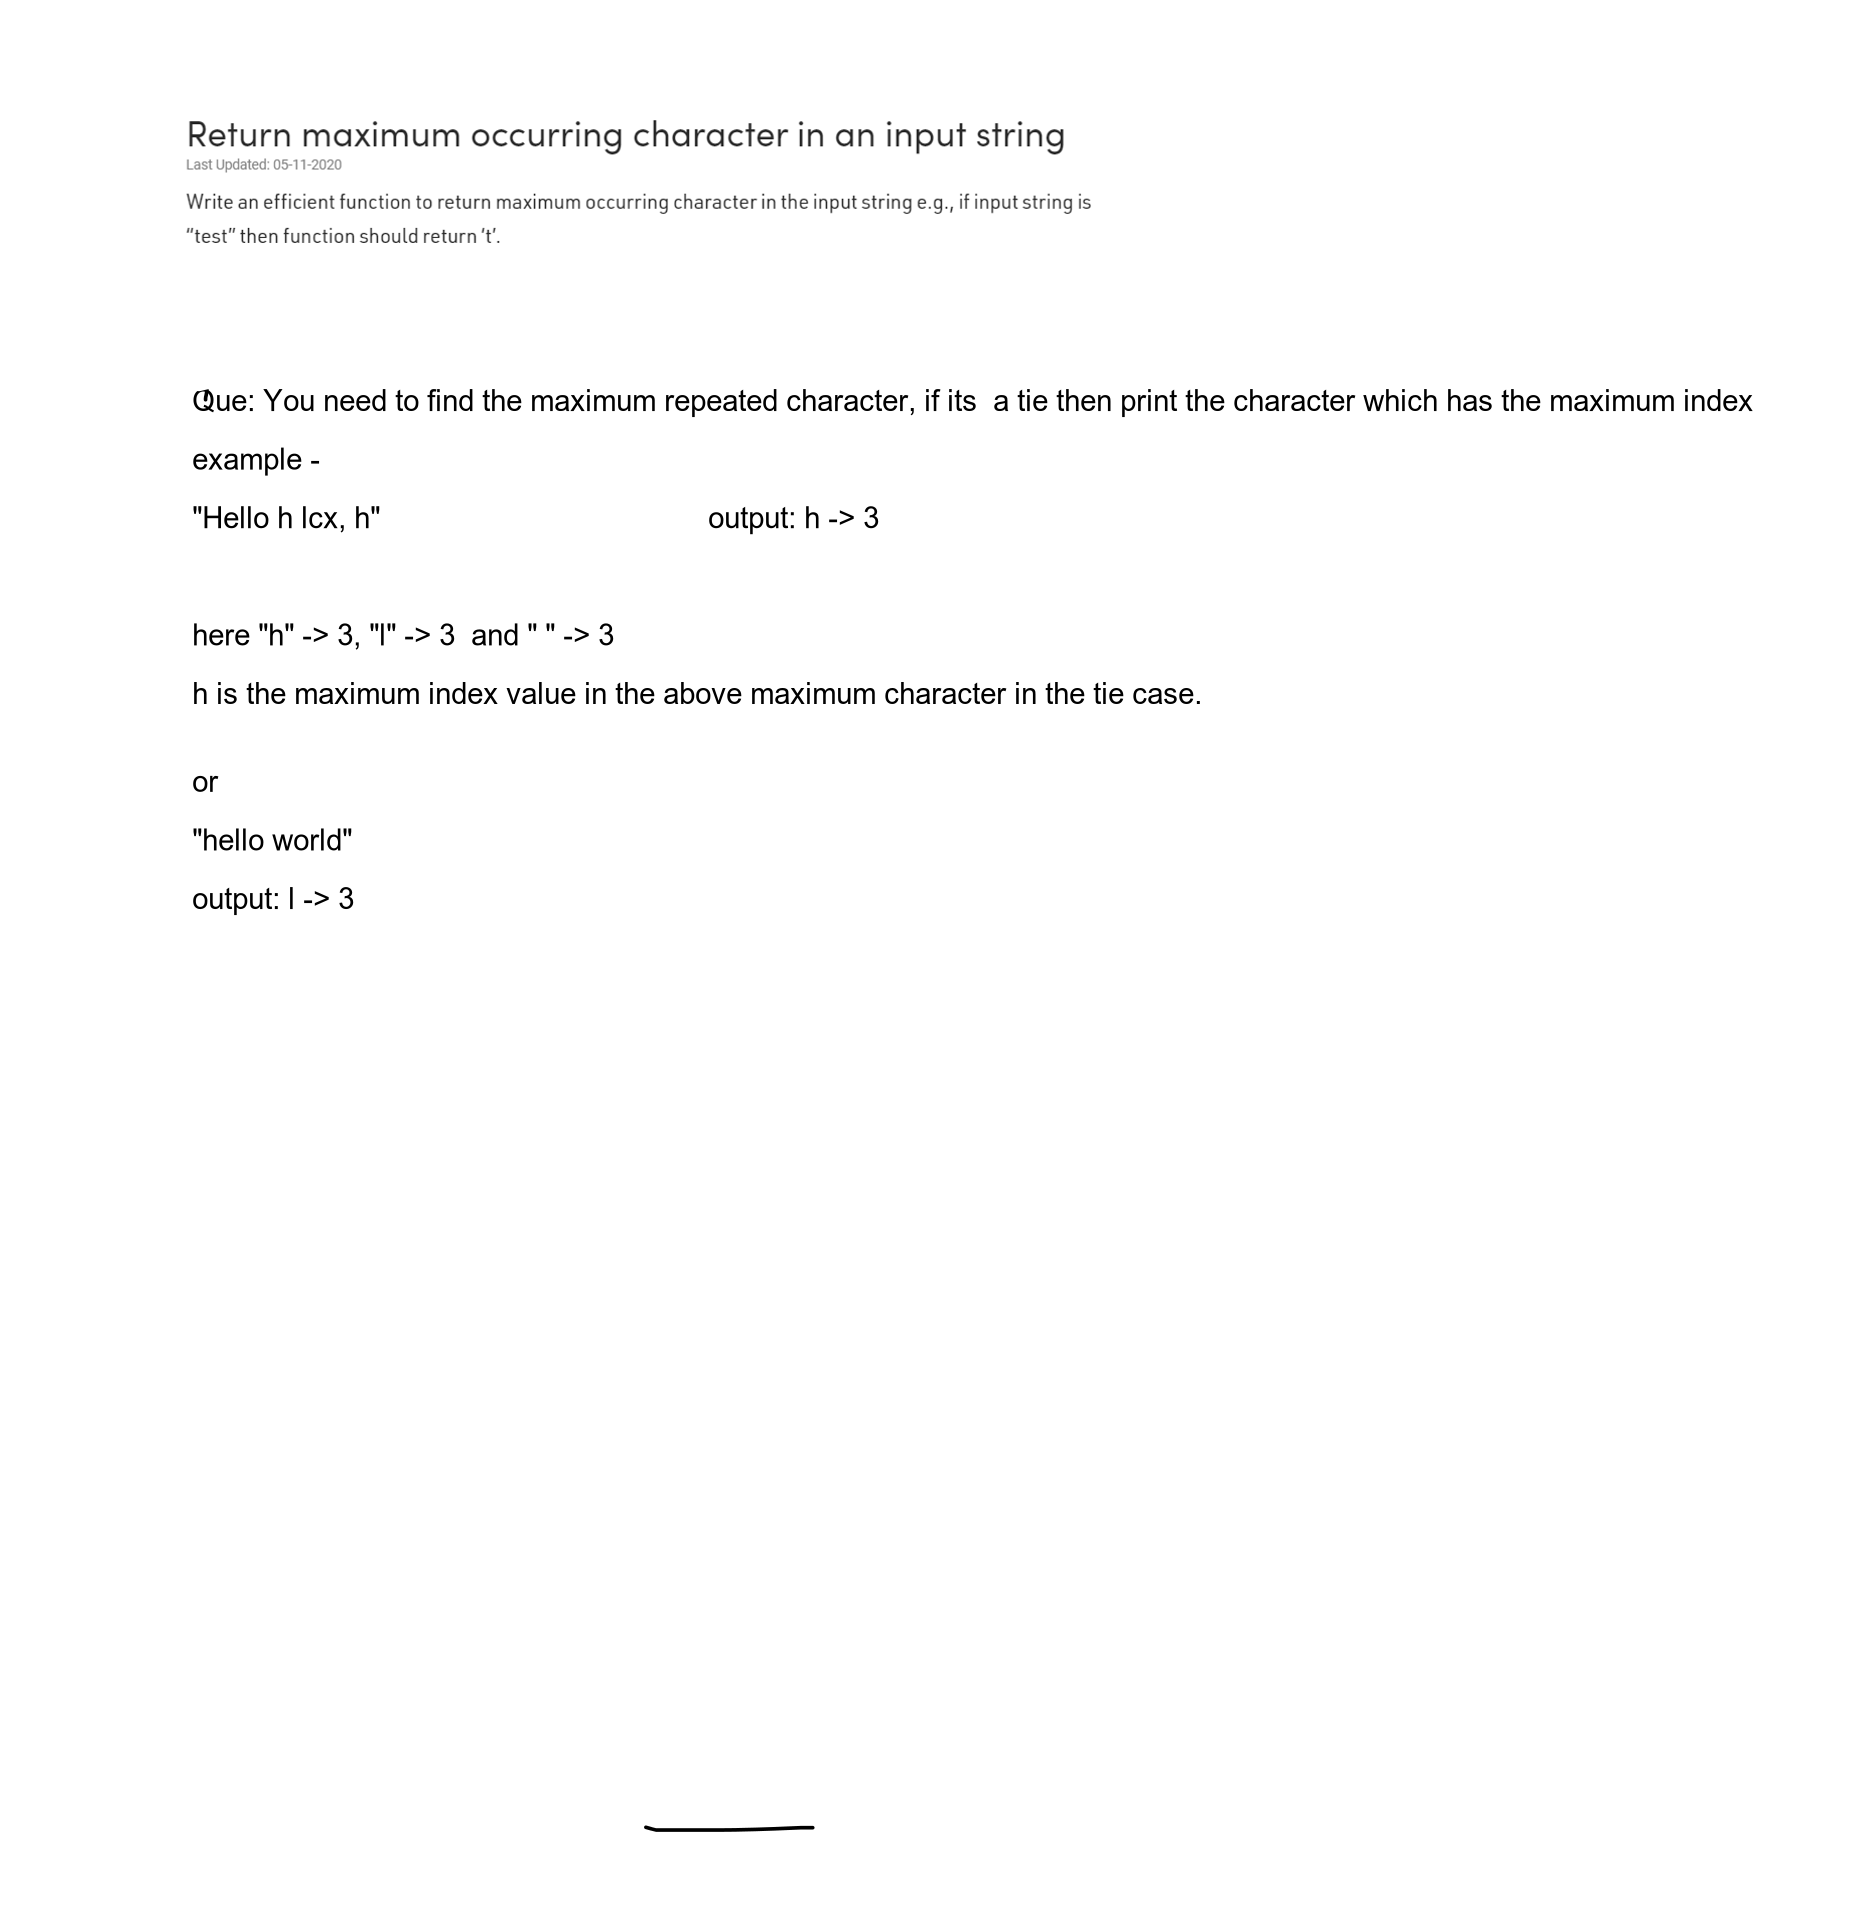 Return maximum occurring character in an input string
Last Updated: 05-11-2020
Write an efficient function to return maximum occurring character in the input string e.g., if input string is
“test” then function should return ‘t’.
Que: You need to find the maximum repeated character, if its  a tie then print the character which has the maximum index
example -
"Hello h lcx, h" output: h -> 3
here "h" -> 3, "l" -> 3  and " " -> 3
h is the maximum index value in the above maximum character in the tie case.
or
"hello world"
output: l -> 3